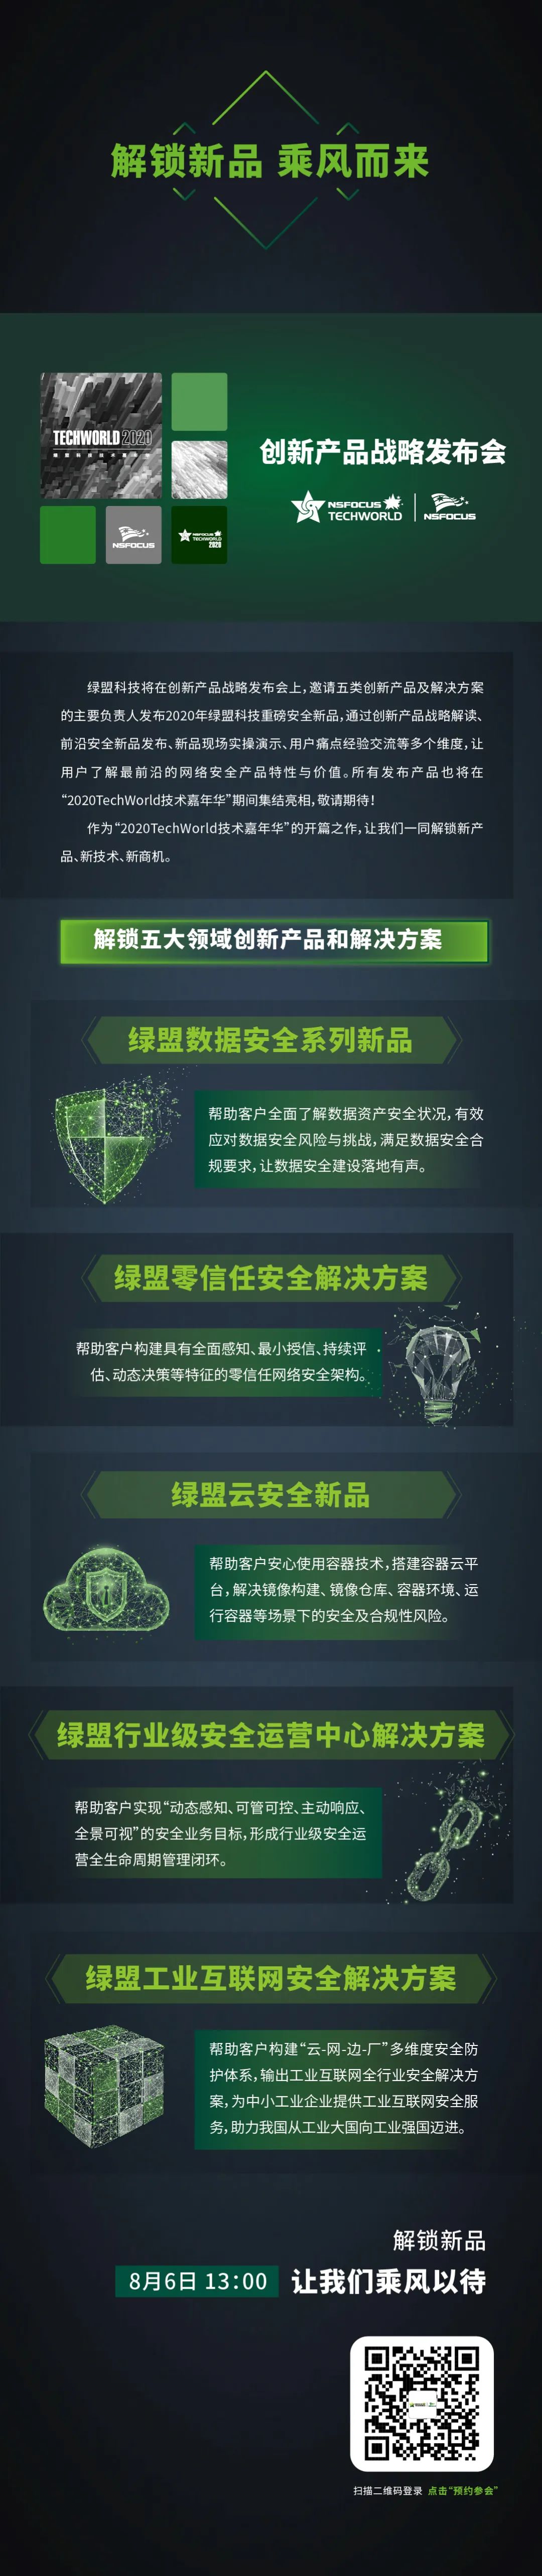 解锁新品 乘风而来
TECHWORLD 2020
NSFOCUS
NSFOCUS
TECHWORLD
2020
创新产品战略发布会
NSFOCUS
TECHWORLD
NSFOCUS
绿盟科技将在创新产品战略发布会上，邀请五类创新产品及解决方案
的主要负责人发布2020年绿盟科技重磅安全新品，通过创新产品战略解读、
前沿安全新品发布、新品现场实操演示、用户痛点经验交流等多个维度，让
用户了解最前沿的网络安全产品特性与价值。所有发布产品也将在
“2020TechWorld技术嘉年华”期间集结亮相，敬请期待！
作为“2020TechWorld技术嘉年华”的开篇之作，让我们一同解锁新产
品、新技术、新商机。
解锁五大领域创新产品和解决方案
绿盟数据安全系列新品
帮助客户全面了解数据资产安全状况，有效
应对数据安全风险与挑战，满足数据安全合
规要求，让数据安全建设落地有声。
绿盟零信任安全解决方案
帮助客户构建具有全面感知、最小授信、持续评
估、动态决策等特征的零信任网络安全架构。
绿盟云安全新品
帮助客户安心使用容器技术，搭建容器云平
台，解决镜像构建、镜像仓库、容器环境、运
行容器等场景下的安全及合规性风险。
绿盟行业级安全运营中心解决方案
帮助客户实现“动态感知、可管可控、主动响应、
全景可视”的安全业务目标，形成行业级安全运
营全生命周期管理闭环。
绿盟工业互联网安全解决方案
帮助客户构建“云-网-边-厂”多维度安全防
护体系，输出工业互联网全行业安全解决方
案，为中小工业企业提供工业互联网安全服
务，助力我国从工业大国向工业强国迈进。
解锁新品
8月6日 13：00 让我们乘风以待
扫描二维码登录 点击“预约参会”